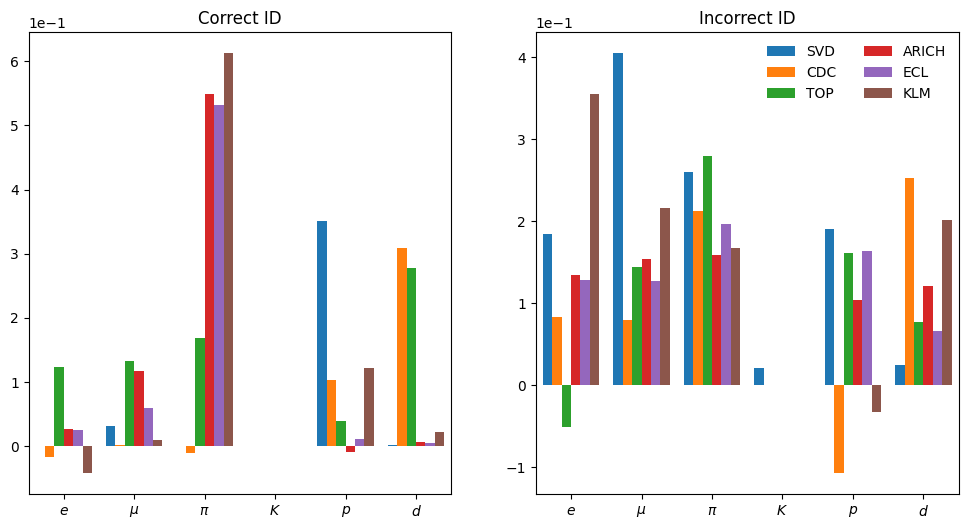 Correct ID
1e−1
6
5
4
3
2
1
0
e
μ
π
K
p
d
Incorrect ID
1e−1
4
3
2
1
0
−1
e
μ
π
K
p
d
SVD
CDC
TOP
ARICH
ECL
KLM